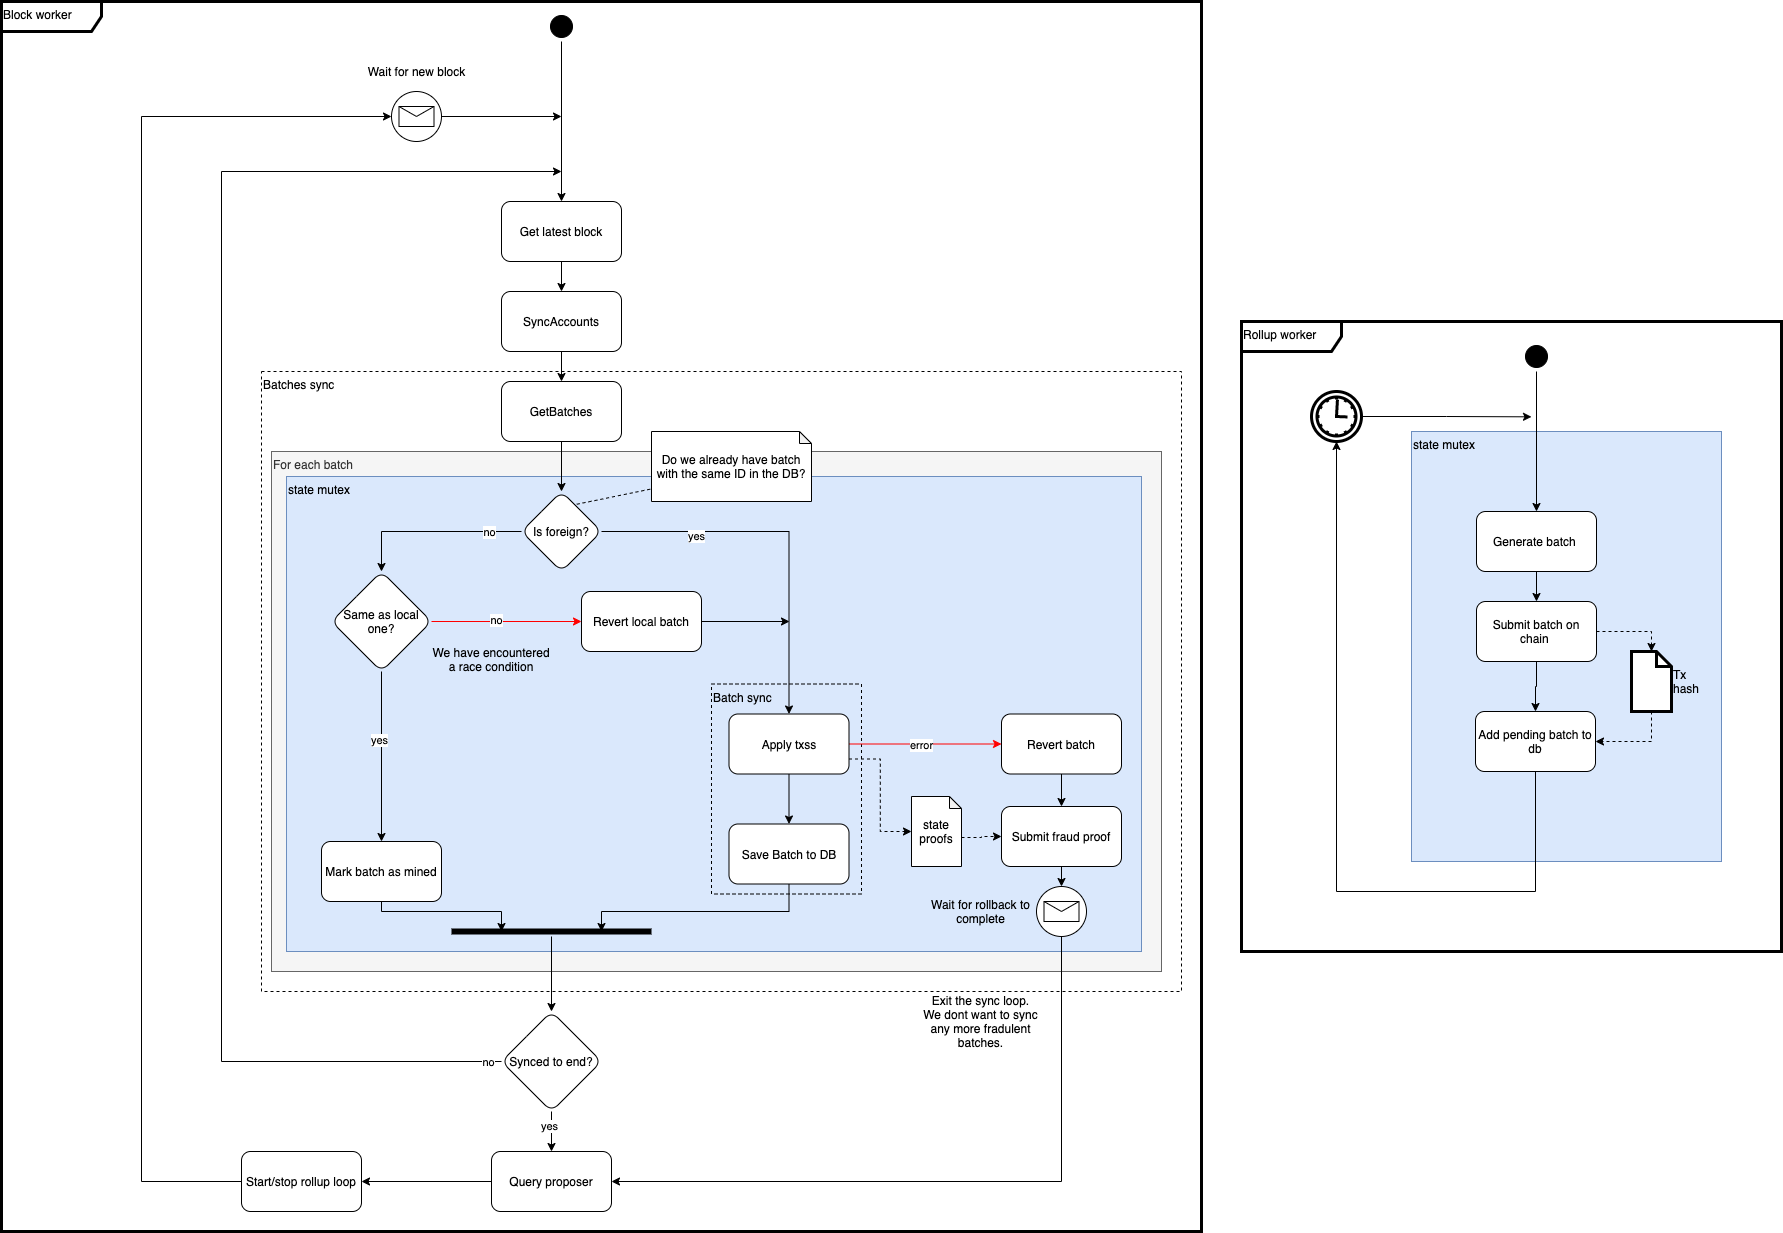 Block worker
Wait for new block
Get latest block
SyncAccounts
Batches sync
GetBatches
For each batch
Do we already have batch
with the same ID in the DB?
state mutex
Is foreign?
no
yes
Same as local
one?
no
Revert local batch
We have encountered
a race condition
Batch sync
yes
Apply txss
error
Revert batch
state
proofs
Submit fraud proof
Save Batch to DB
Mark batch as mined
Wait for rollback to
complete
Exit the sync loop.
We dont want to sync
any more fradulent
batches.
no
Synced to end?
yes
Start/stop rollup loop
Query proposer
Rollup worker
state mutex
Generate batch
Submit batch on
chain
Tx
hash
Add pending batch to
db